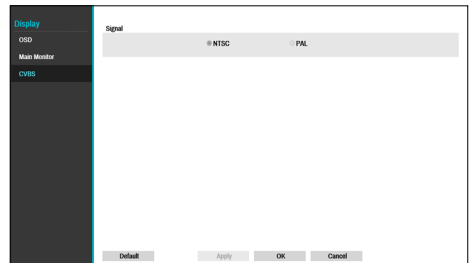 Display
OSD
Main Monitor
CVBS
Signal
NTSC PAL
Default Apply OK Cancel